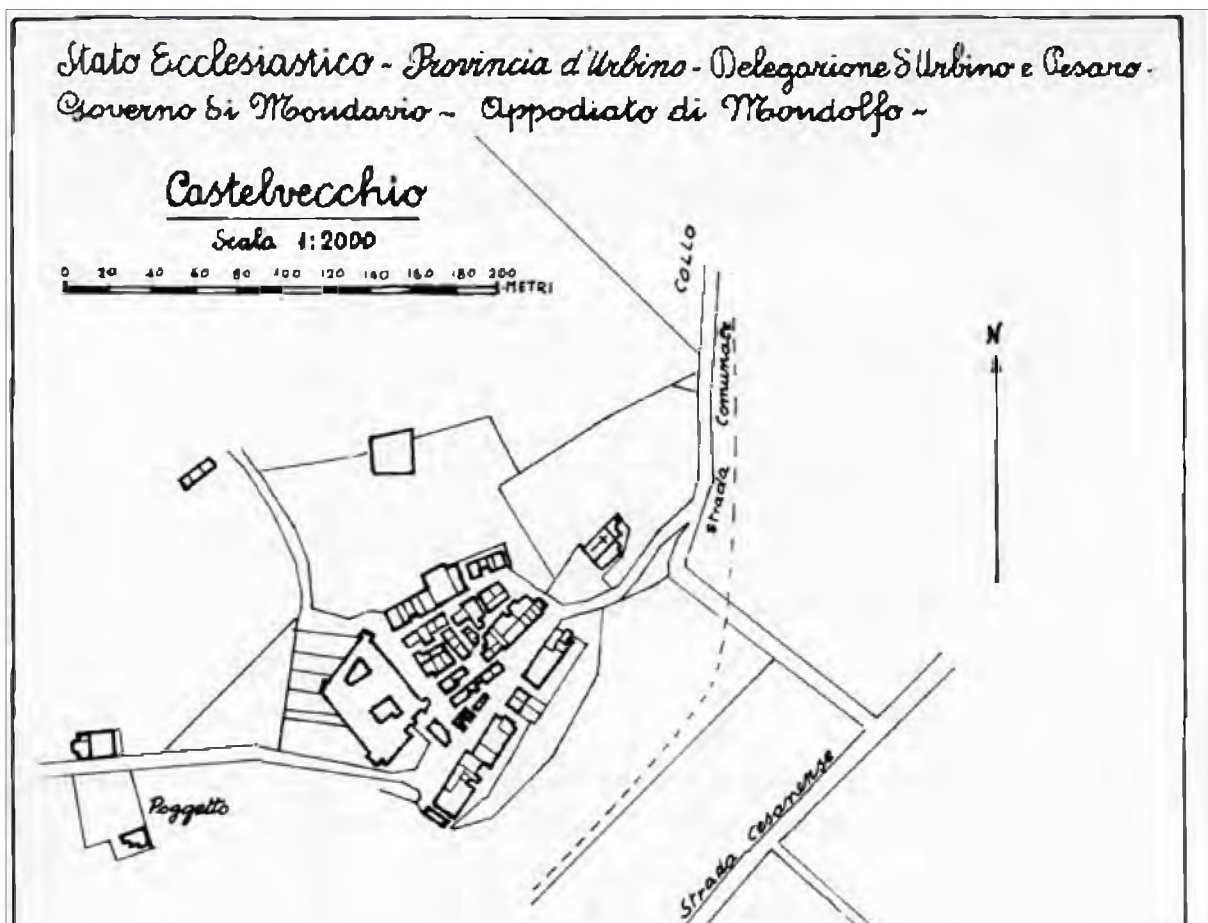 Stato Ecclesiastico - Provincia d'Urbino - Delegazione d'Urbino e Pesaro -
Governo di Mondavio - Appodiato di Mondolfo -
Castelvecchio
Scala 1:2000
0 20 40 60 80 100 120 140 160 180 200
METRI
COLLO
Strada Comunale
N
Poggetto
Strada Cesanense